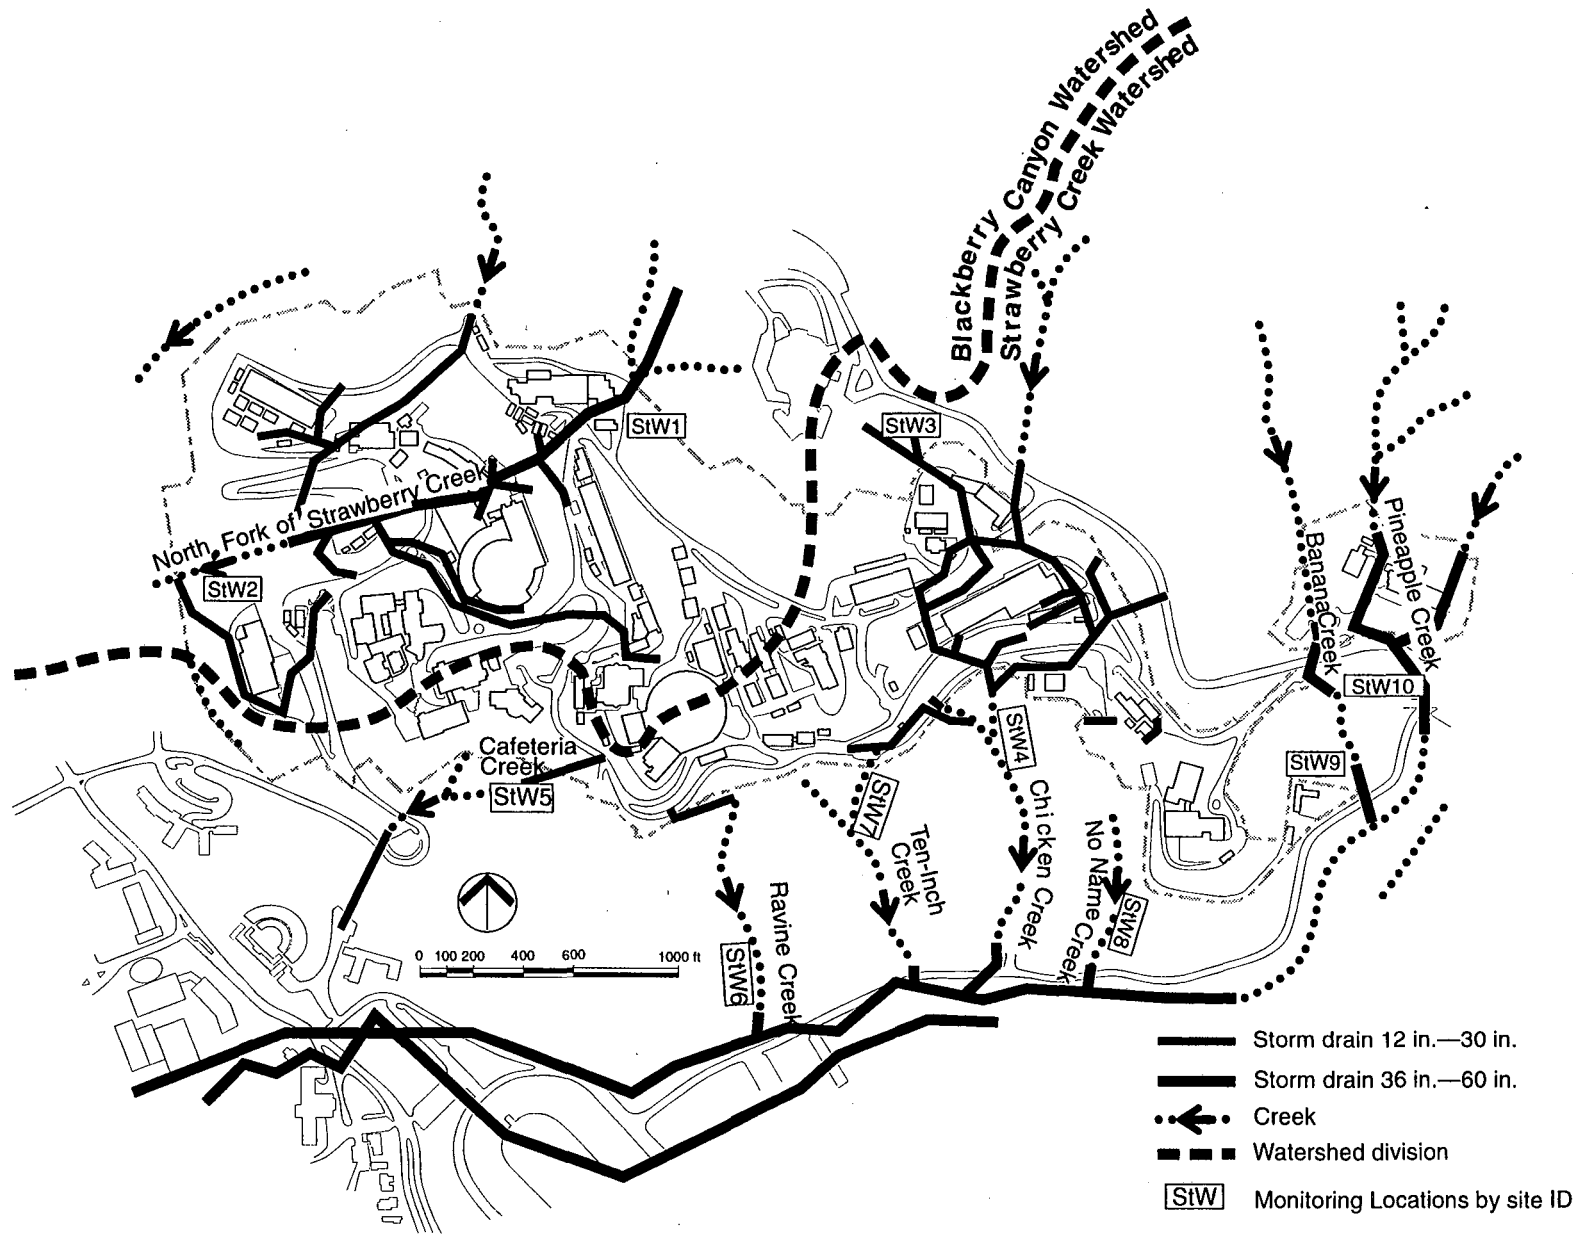 Blackberry Canyon Watershed
Strawberry Creek Watershed
StW1
StW3
North Fork of Strawberry Creek
StW2
Pineapple Creek
Banana Creek
StW10
Cafeteria
Creek
StW5
StW4
StW9
StW7
Chicken Creek
Ten-Inch
Creek
No Name Creek
StW8
Ravine Creek
StW6
0 100 200 400 600 1000 ft
Storm drain 12 in.—30 in.
Storm drain 36 in.—60 in.
Creek
Watershed division
StW Monitoring Locations by site ID